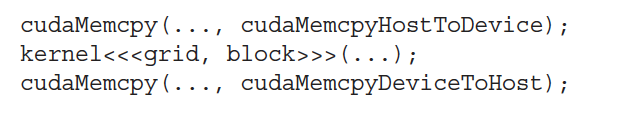 cudaMemcpy(..., cudaMemcpyHostToDevice);
kernel<<<grid, block>>>(...);
cudaMemcpy(..., cudaMemcpyDeviceToHost);